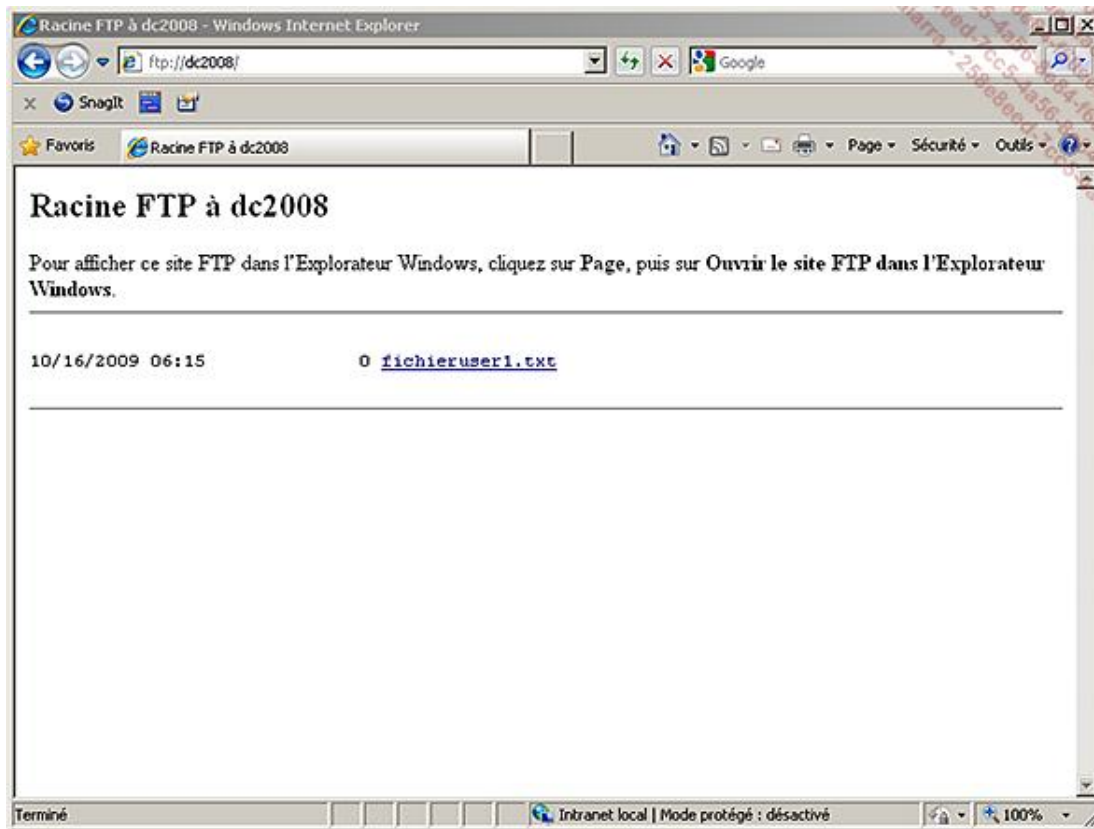 Racine FTP à dc2008 - Windows Internet Explorer
ftp://dc2008/
Google
x SnagIt
Favoris Racine FTP à dc2008 Page Sécurité Outils
Racine FTP à dc2008
Pour afficher ce site FTP dans l'Explorateur Windows, cliquez sur Page, puis sur Ouvrir le site FTP dans l'Explorateur
Windows.
10/16/2009 06:15 0 fichieruser1.txt
Terminé Intranet local | Mode protégé : désactivé 100%